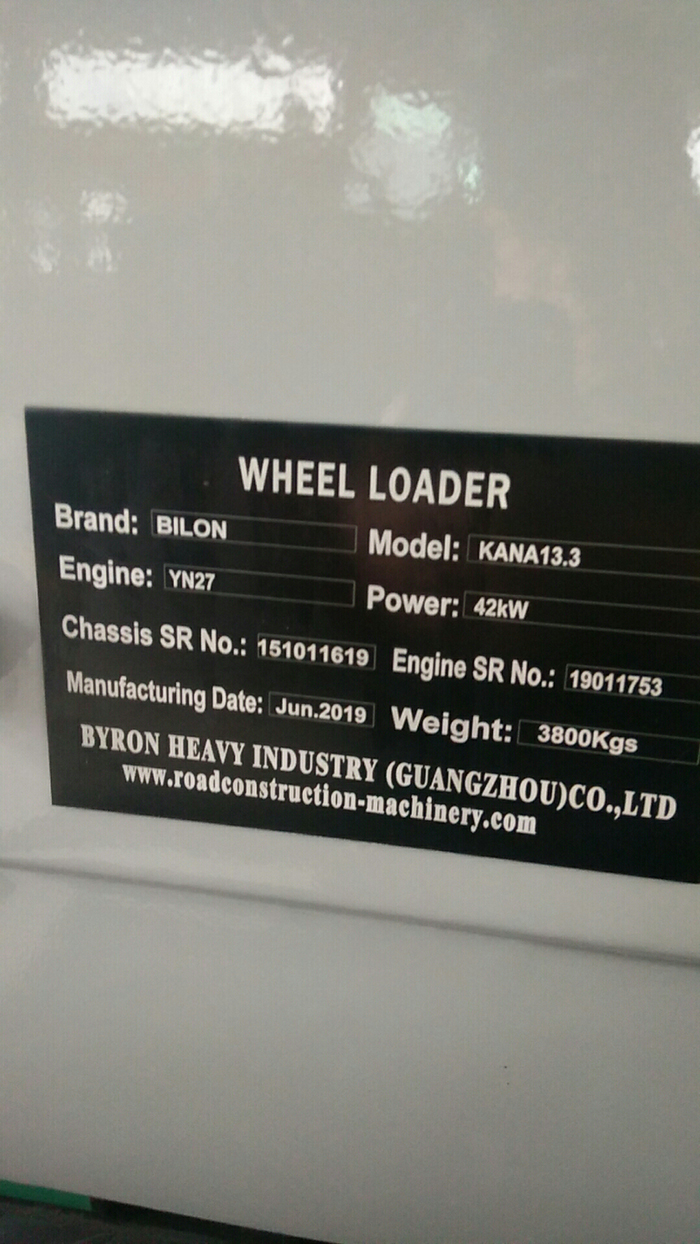 WHEEL LOADER
Brand: BILON Model: KANA13.3
Engine: YN27 Power: 42kW
Chassis SR No.: 151011619 Engine SR No.: 19011753
Manufacturing Date: Jun.2019 Weight: 3800Kgs
BYRON HEAVY INDUSTRY (GUANGZHOU)CO.,LTD
www.roadconstruction-machinery.com